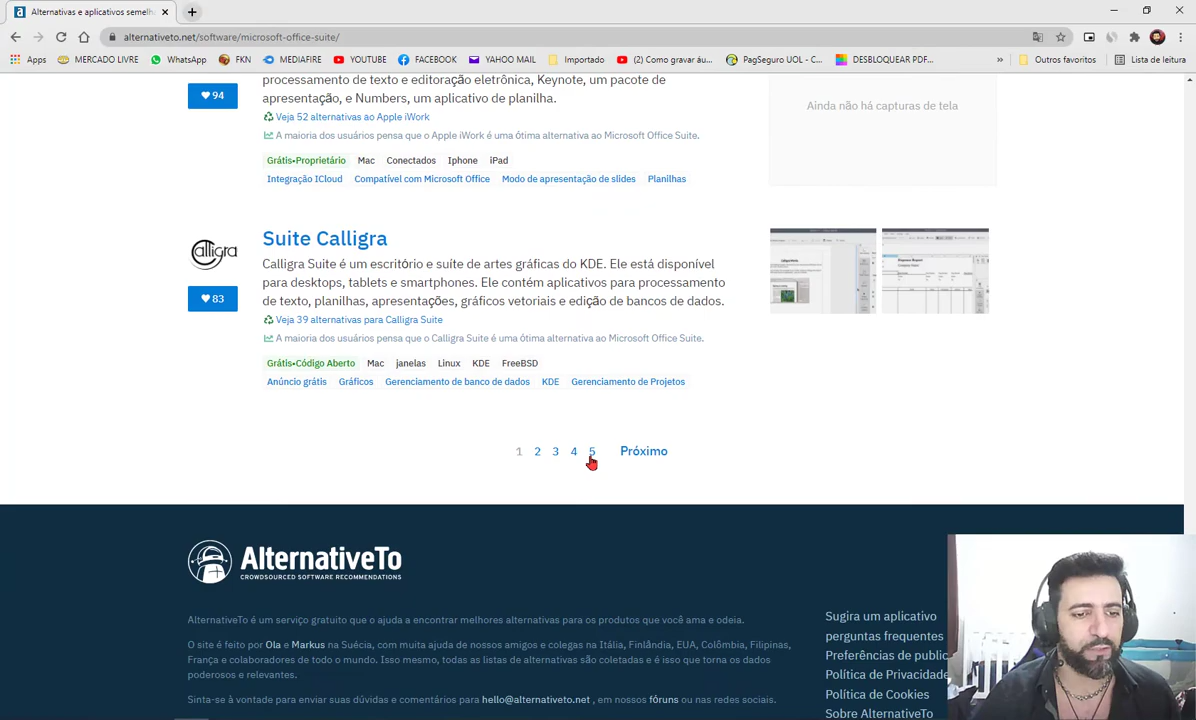 Alternativas e aplicativos semelh
alternativeto.net/software/microsoft-office-suite/
Apps
MERCADO LIVRE
WhatsApp
FKN
MEDIAFIRE
YOUTUBE
FACEBOOK
YAHOO MAIL
Importado
(2) Como gravar áu...
PagSeguro UOL - C...
DESBLOQUEAR PDF...
»
Outros favoritos
Lista de leitura
processamento de texto e editoração eletrônica, Keynote, um pacote de
94
apresentação, e Numbers, um aplicativo de planilha.
Ainda não há capturas de tela
Veja 52 alternativas ao Apple iWork
A maioria dos usuários pensa que o Apple iWork é uma ótima alternativa ao Microsoft Office Suite.
Grátis•Proprietário Mac Conectados Iphone iPad
Integração ICloud Compatível com Microsoft Office Modo de apresentação de slides Planilhas
Calligra
Suite Calligra
Calligra Suite é um escritório e suíte de artes gráficas do KDE. Ele está disponível
para desktops, tablets e smartphones. Ele contém aplicativos para processamento
83
de texto, planilhas, apresentações, gráficos vetoriais e edição de bancos de dados.
Veja 39 alternativas para Calligra Suite
A maioria dos usuários pensa que o Calligra Suite é uma ótima alternativa ao Microsoft Office Suite.
Grátis•Código Aberto Mac janelas Linux KDE FreeBSD
Anúncio grátis Gráficos Gerenciamento de banco de dados KDE Gerenciamento de Projetos
1 2 3 4 5 Próximo
AlternativeTo
CROWDSOURCED SOFTWARE RECOMMENDATIONS
AlternativeTo é um serviço gratuito que o ajuda a encontrar melhores alternativas para os produtos que você ama e odeia.
O site é feito por Ola e Markus na Suécia, com muita ajuda de nossos amigos e colegas na Itália, Finlândia, EUA, Colômbia, Filipinas,
França e colaboradores de todo o mundo. Isso mesmo, todas as listas de alternativas são coletadas e é isso que torna os dados
poderosos e relevantes.
Sinta-se à vontade para enviar suas dúvidas e comentários para hello@alternativeto.net , em nossos fóruns ou nas redes sociais.
Sugira um aplicativo
perguntas frequentes
Preferências de public
Política de Privacidade
Política de Cookies
Sobre AlternativeTo